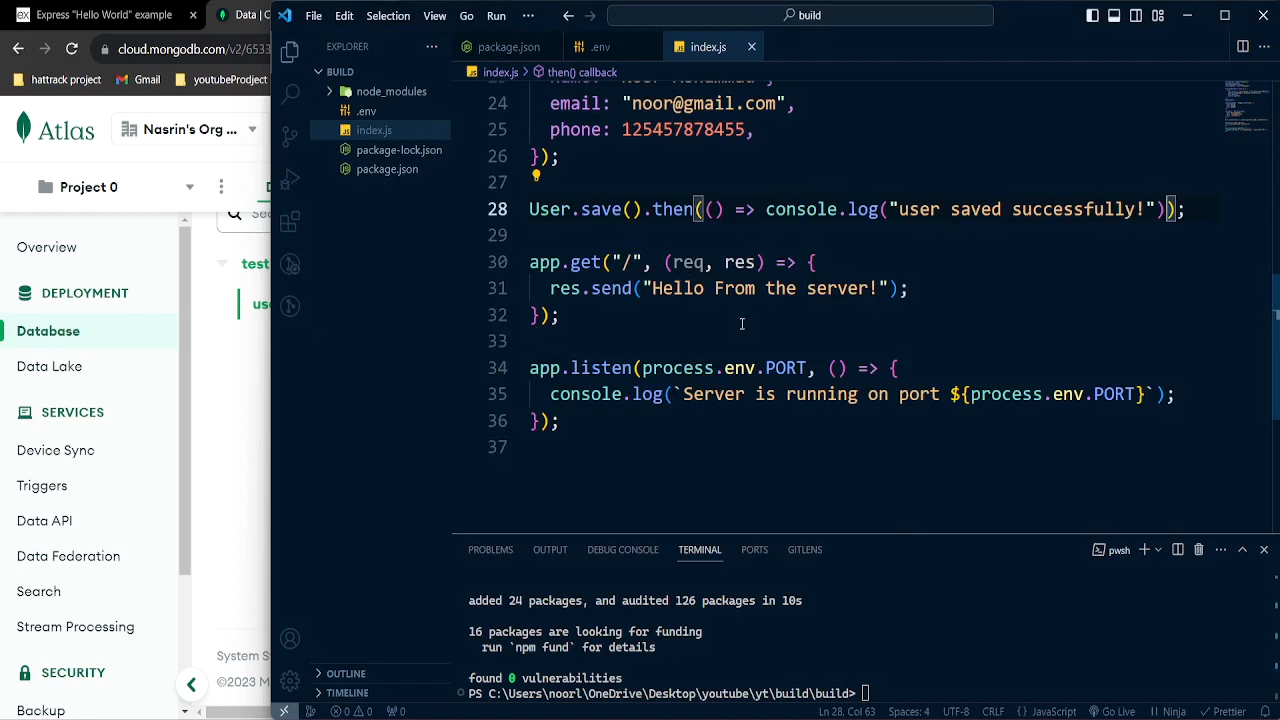 Express "Hello World" example
Data | Cl
cloud.mongodb.com/v2/6533
hattrack project
Gmail
youtubeProject
Atlas
Nasrin's Org ...
Project 0
Overview
DEPLOYMENT
Database
Data Lake
SERVICES
Device Sync
Triggers
Data API
Data Federation
Search
Stream Processing
SECURITY
Backup
test
©2023
File Edit Selection View Go Run ...
build
EXPLORER
BUILD
node_modules
.env
index.js
package-lock.json
package.json
OUTLINE
TIMELINE
package.json
.env
index.js
index.js > then() callback
24 email: "noor@gmail.com",
25 phone: 125457878455,
26 });
27
28 User.save().then(() => console.log("user saved successfully!"));
29
30 app.get("/", (req, res) => {
31 res.send("Hello From the server!");
32 });
33
34 app.listen(process.env.PORT, () => {
35 console.log(`Server is running on port ${process.env.PORT}`);
36 });
37
PROBLEMS OUTPUT DEBUG CONSOLE TERMINAL PORTS GITLENS
pwsh
added 24 packages, and audited 126 packages in 10s
16 packages are looking for funding
run `npm fund` for details
found 0 vulnerabilities
PS C:\Users\noorl\OneDrive\Desktop\youtube\yt\build\build>
0 0 0
Ln 28, Col 63 Spaces: 4 UTF-8 CRLF {} JavaScript Go Live Ninja Prettier